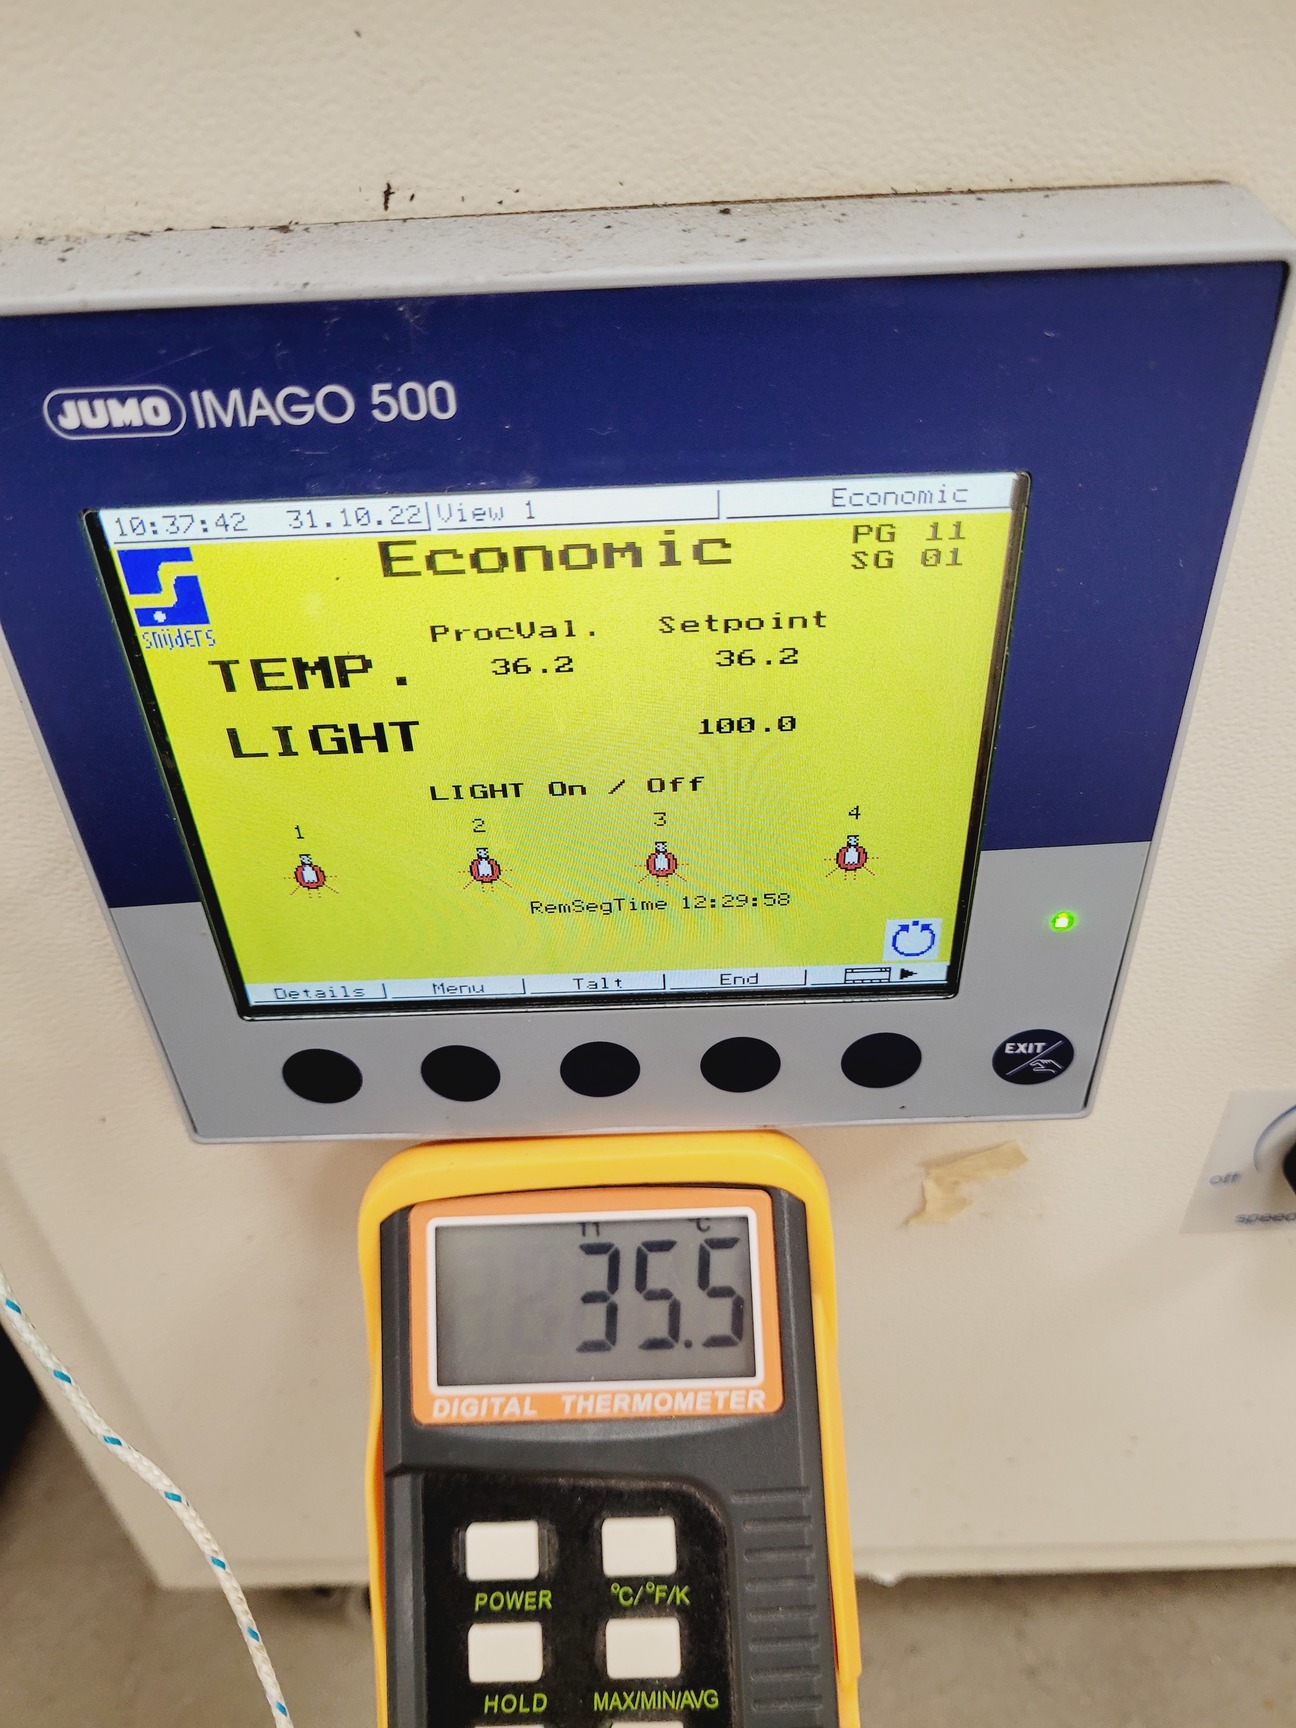 JUMO IMAGO 500
10:37:42 31.10.22 View 1 Economic
Economic
PG 11
SG 01
snijders
ProcVal. Setpoint
TEMP. 36.2 36.2
LIGHT 100.0
LIGHT On / Off
1 2 3 4
RemSegTime 12:29:58
Details Menu Talt End
EXIT
off
speed
T1 °C
35.5
DIGITAL THERMOMETER
POWER °C/°F/K
HOLD MAX/MIN/AVG